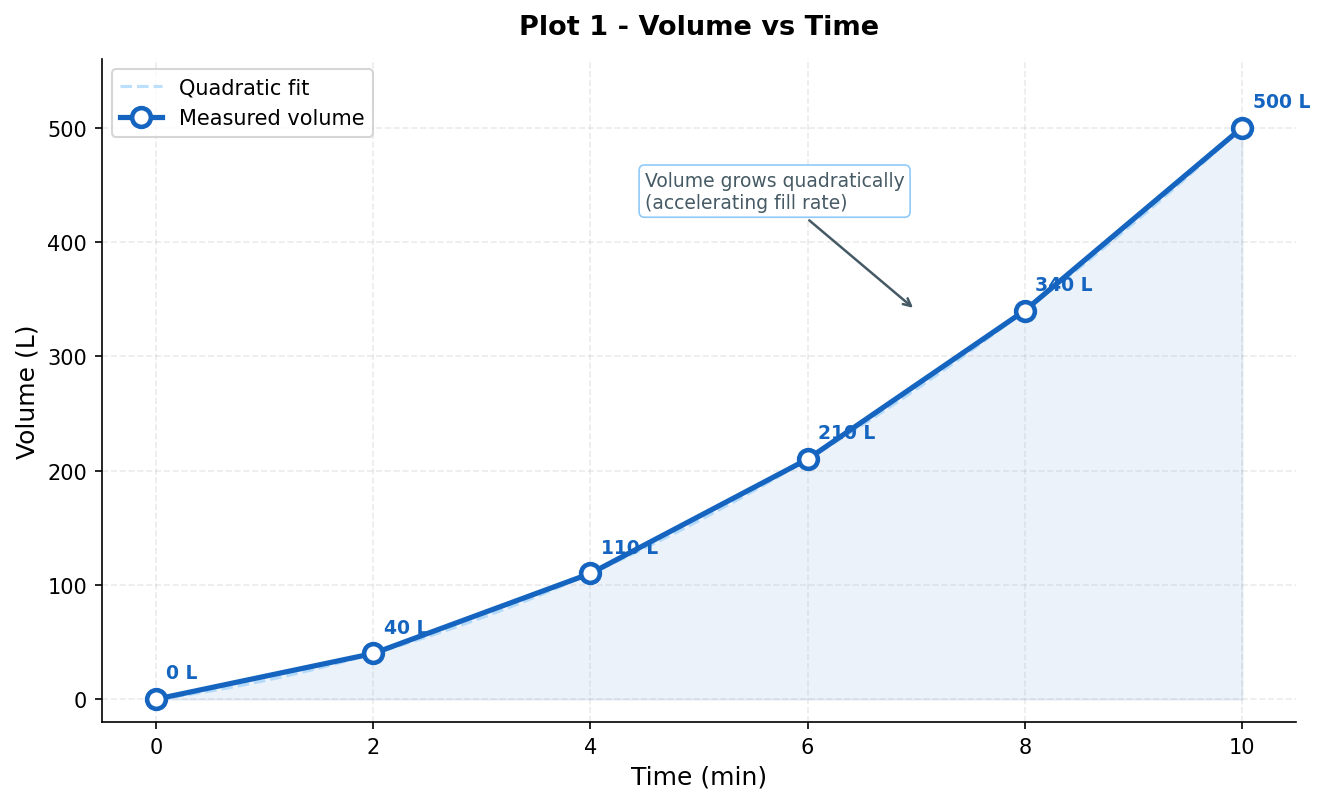 Plot 1 - Volume vs Time
Quadratic fit
Measured volume
Volume grows quadratically
(accelerating fill rate)
500 L
340 L
210 L
110 L
40 L
0 L
Volume (L)
500
400
300
200
100
0
0 2 4 6 8 10
Time (min)